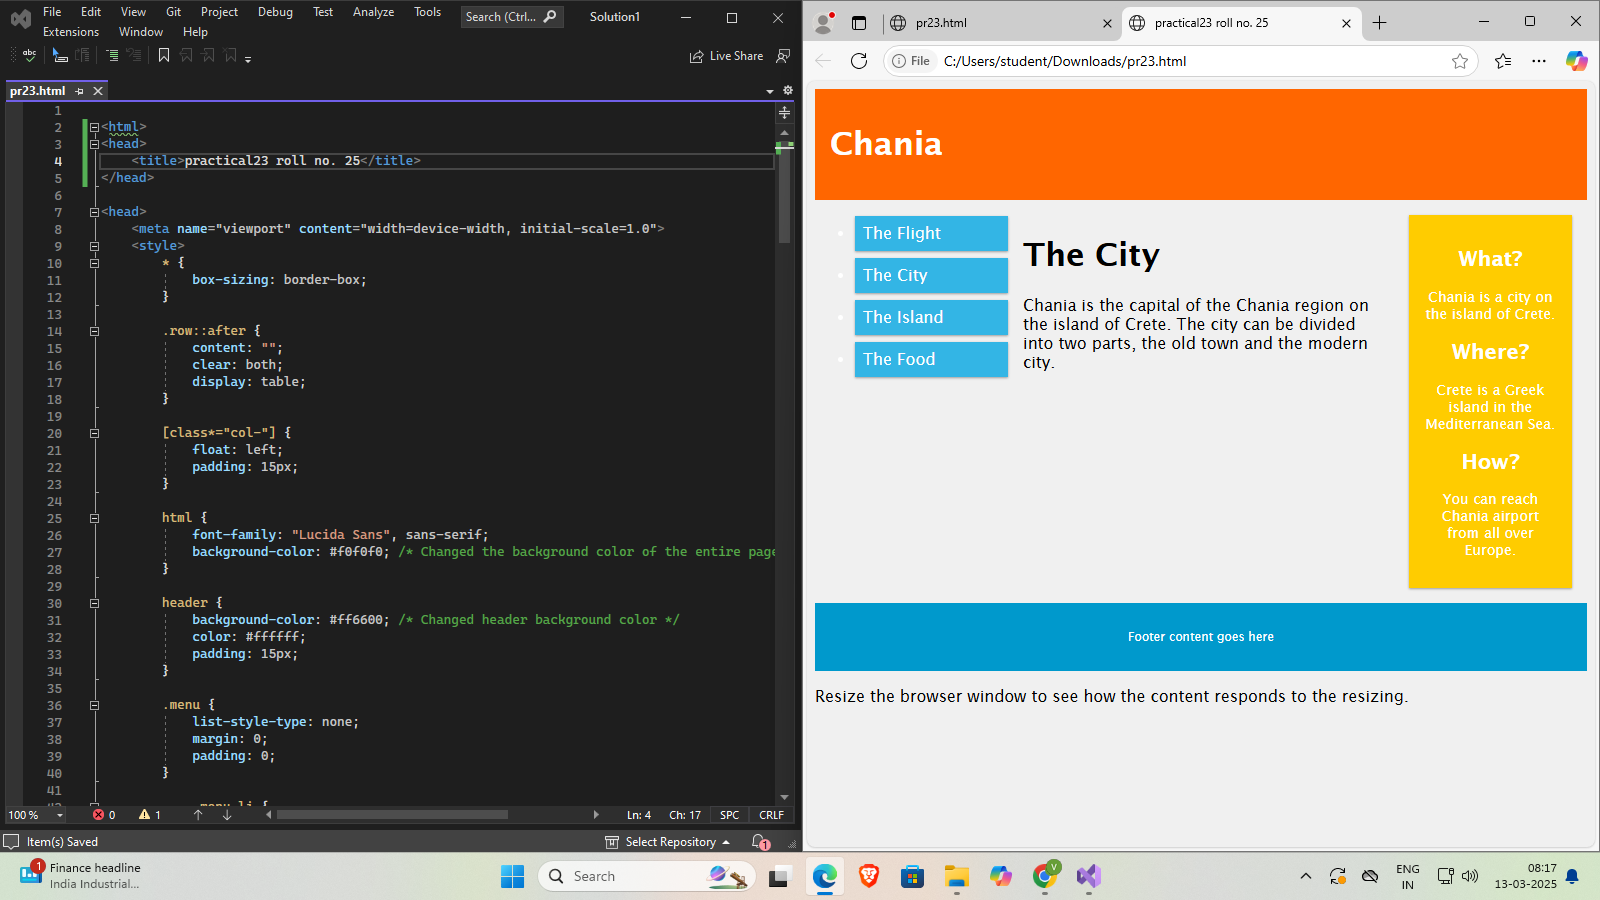 File Edit View Git Project Debug Test Analyze Tools Search (Ctrl... Solution1
Extensions Window Help
abc Live Share
pr23.html
1
2 <html>
3 <head>
4 <title>practical23 roll no. 25</title>
5 </head>
6
7 <head>
8 <meta name="viewport" content="width=device-width, initial-scale=1.0">
9 <style>
10 * {
11 box-sizing: border-box;
12 }
13
14 .row::after {
15 content: "";
16 clear: both;
17 display: table;
18 }
19
20 [class*="col-"] {
21 float: left;
22 padding: 15px;
23 }
24
25 html {
26 font-family: "Lucida Sans", sans-serif;
27 background-color: #f0f0f0; /* Changed the background color of the entire page
28 }
29
30 header {
31 background-color: #ff6600; /* Changed header background color */
32 color: #ffffff;
33 padding: 15px;
34 }
35
36 .menu {
37 list-style-type: none;
38 margin: 0;
39 padding: 0;
40 }
41
42 .menu li {
100 % 0 1 Ln: 4 Ch: 17 SPC CRLF
Item(s) Saved Select Repository 1
pr23.html practical23 roll no. 25
File C:/Users/student/Downloads/pr23.html
Chania
The Flight
The City
The Island
The Food
The City
Chania is the capital of the Chania region on
the island of Crete. The city can be divided
into two parts, the old town and the modern
city.
What?
Chania is a city on
the island of Crete.
Where?
Crete is a Greek
island in the
Mediterranean Sea.
How?
You can reach
Chania airport
from all over
Europe.
Footer content goes here
Resize the browser window to see how the content responds to the resizing.
1 Finance headline
India Industrial...
Search
V
ENG
IN
08:17
13-03-2025